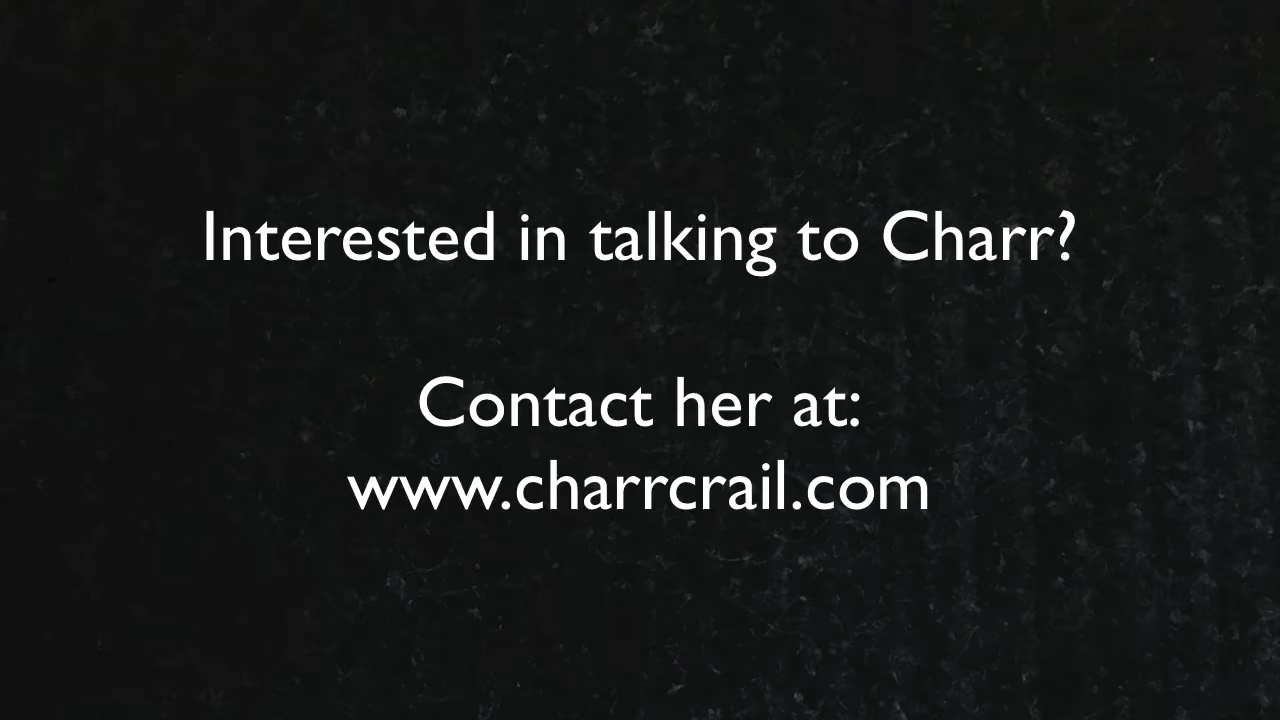 Interested in talking to Charr?
Contact her at:
www.charrcrail.com